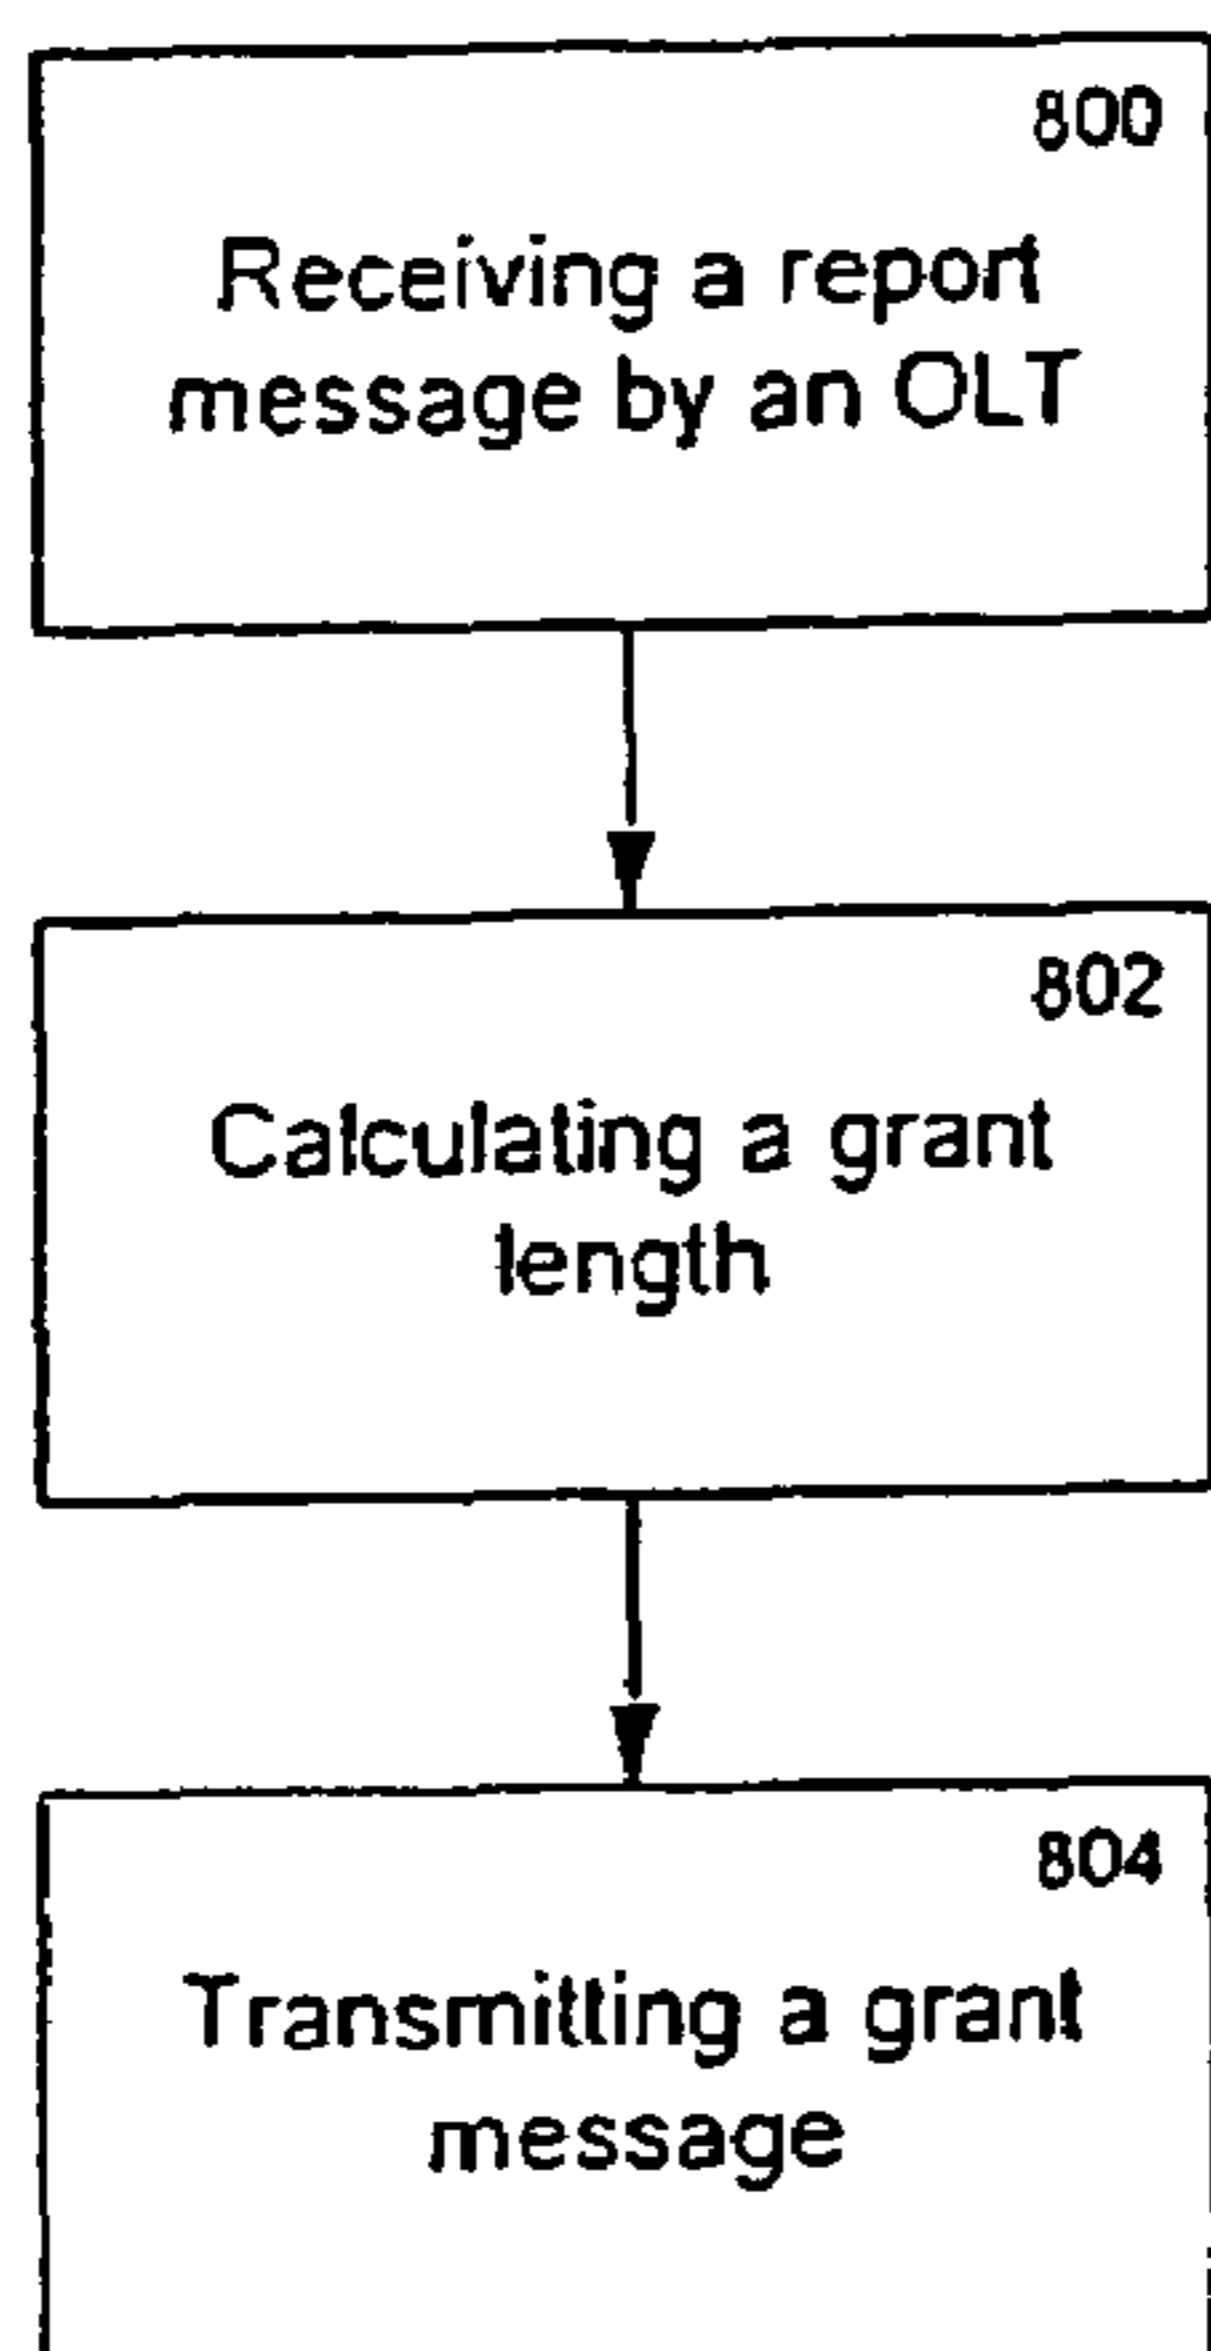 800
Receiving a report
message by an OLT
802
Calculating a grant
length
804
Transmitting a grant
message